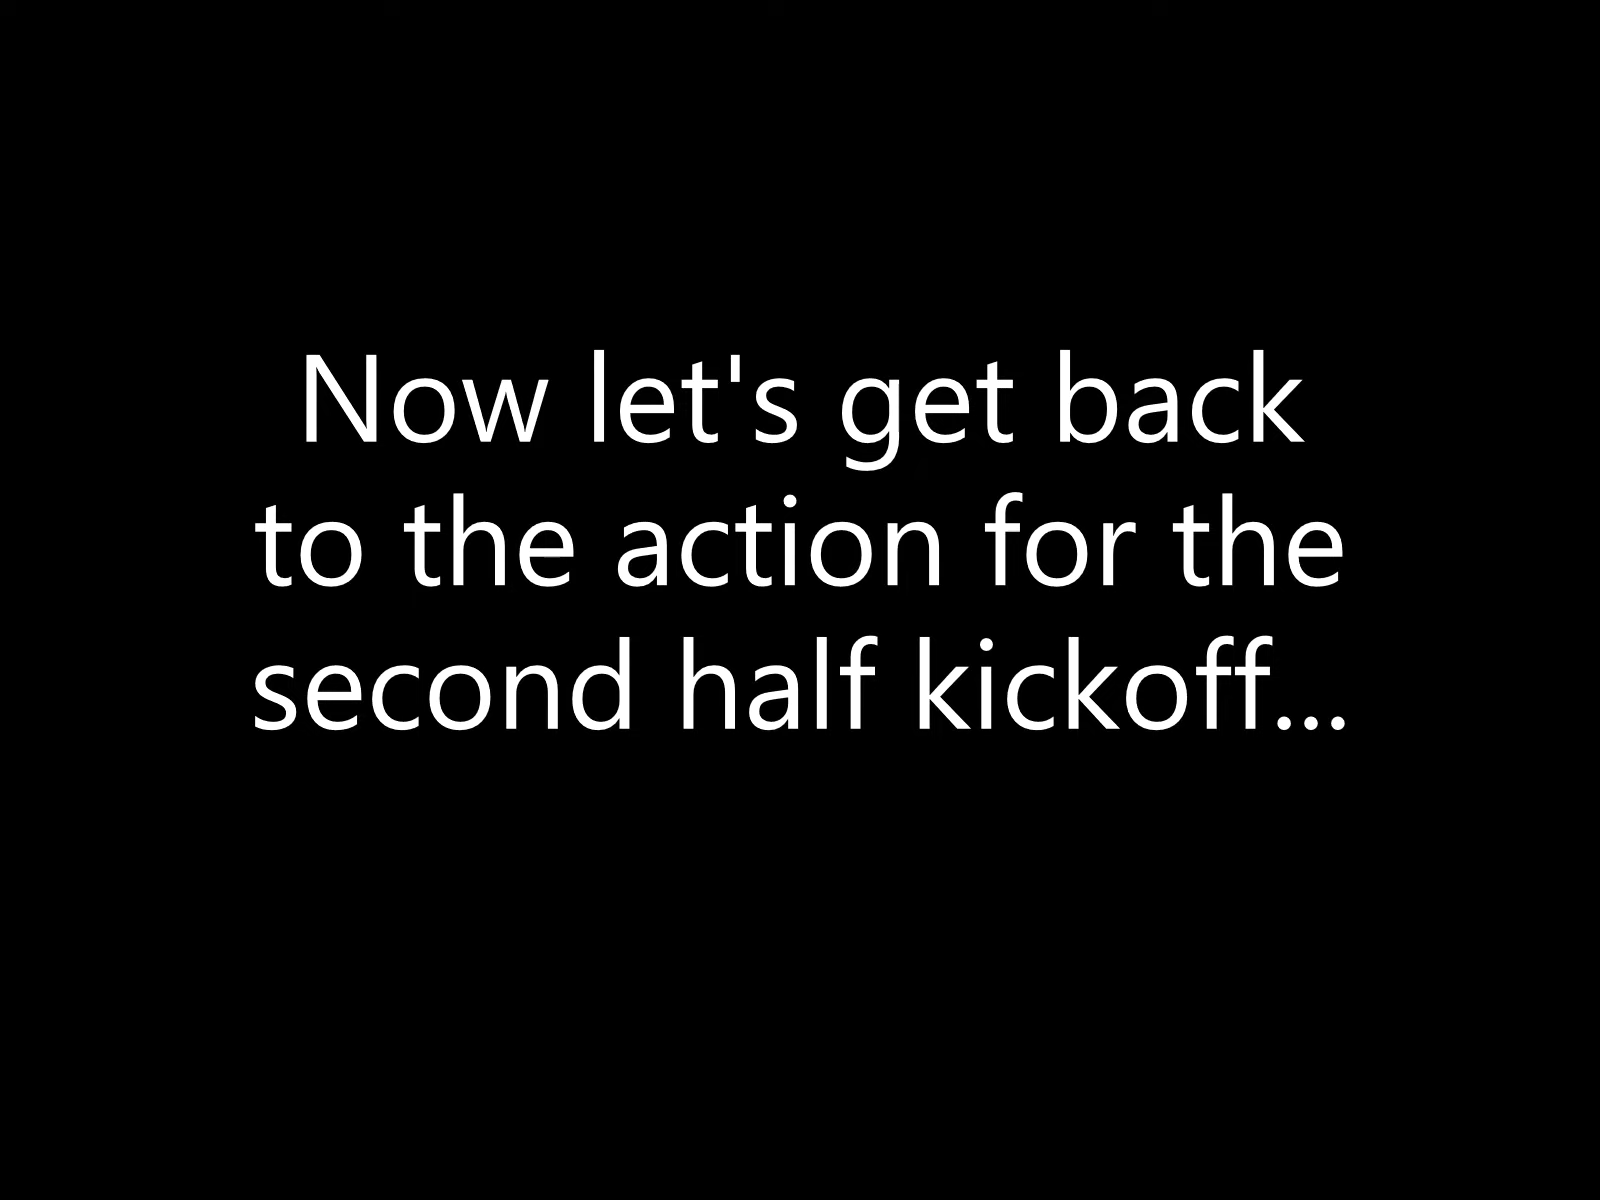 Now let's get back
to the action for the
second half kickoff...